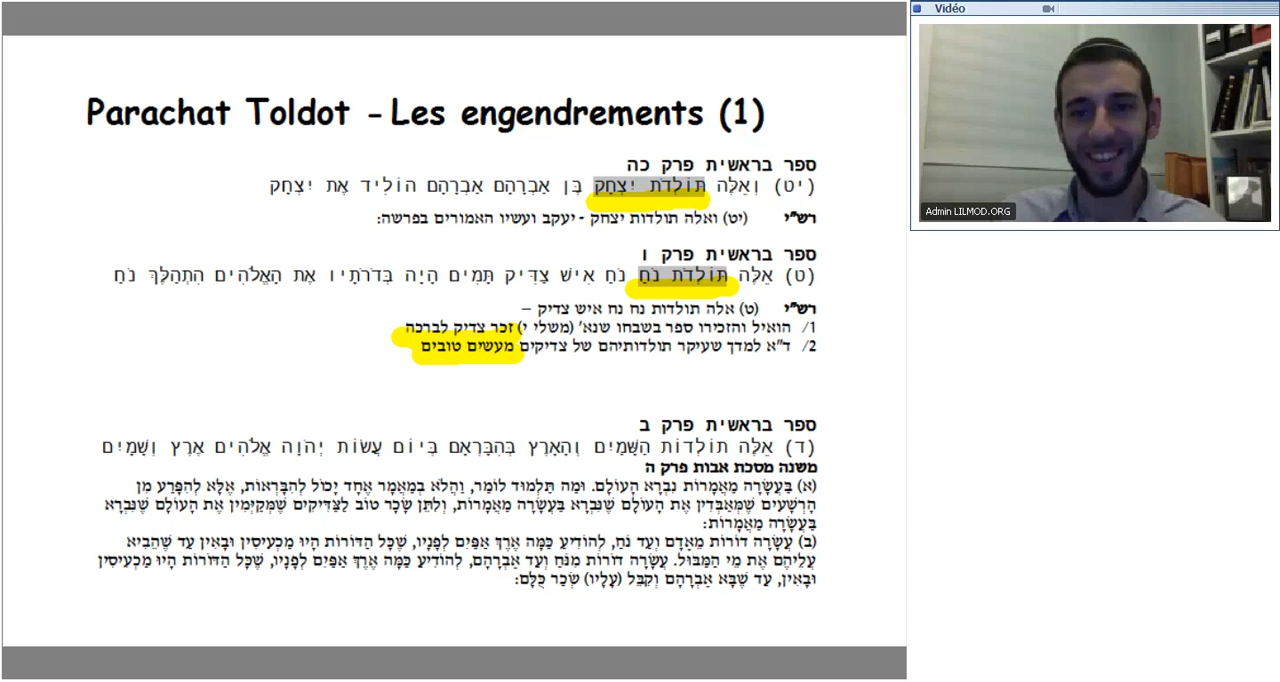 Parachat Toldot - Les engendrements (1)
ספר בראשית פרק כה
(יט) וְאֵלֶּה תּוֹלְדֹת יִצְחָק בֶּן אַבְרָהָם אַבְרָהָם הוֹלִיד אֶת יִצְחָק
רש"י (יט) ואלה תולדות יצחק - יעקב ועשיו האמורים בפרשה:
ספר בראשית פרק ו
(ט) אֵלֶּה תּוֹלְדֹת נֹחַ נֹחַ אִישׁ צַדִּיק תָּמִים הָיָה בְּדֹרֹתָיו אֶת הָאֱלֹהִים הִתְהַלֶּךְ נֹחַ
רש"י (ט) אלה תולדות נח נח איש צדיק –
1/ הואיל והזכירו ספר בשבחו שנא' (משלי י) זכר צדיק לברכה
2/ ד"א למדך שעיקר תולדותיהם של צדיקים מעשים טובים
ספר בראשית פרק ב
(ד) אֵלֶּה תוֹלְדוֹת הַשָּׁמַיִם וְהָאָרֶץ בְּהִבָּרְאָם בְּיוֹם עֲשׂוֹת יְהֹוָה אֱלֹהִים אֶרֶץ וְשָׁמָיִם
משנה מסכת אבות פרק ה
(א) בַּעֲשָׂרָה מַאֲמָרוֹת נִבְרָא הָעוֹלָם. וּמַה תַּלְמוּד לוֹמַר, וַהֲלֹא בְמַאֲמָר אֶחָד יָכוֹל לְהִבָּרְאוֹת, אֶלָּא לְהִפָּרַע מִן
הָרְשָׁעִים שֶׁמְּאַבְּדִין אֶת הָעוֹלָם שֶׁנִּבְרָא בַּעֲשָׂרָה מַאֲמָרוֹת, וְלִתֵּן שָׂכָר טוֹב לַצַּדִּיקִים שֶׁמְּקַיְּמִין אֶת הָעוֹלָם שֶׁנִּבְרָא
בַּעֲשָׂרָה מַאֲמָרוֹת:
(ב) עֲשָׂרָה דוֹרוֹת מֵאָדָם וְעַד נֹחַ, לְהוֹדִיעַ כַּמָּה אֶרֶךְ אַפַּיִם לְפָנָיו, שֶׁכָּל הַדּוֹרוֹת הָיוּ מַכְעִיסִין וּבָאִין עַד שֶׁהֵבִיא
עֲלֵיהֶם אֶת מֵי הַמַּבּוּל. עֲשָׂרָה דוֹרוֹת מִנֹּחַ וְעַד אַבְרָהָם, לְהוֹדִיעַ כַּמָּה אֶרֶךְ אַפַּיִם לְפָנָיו, שֶׁכָּל הַדּוֹרוֹת הָיוּ מַכְעִיסִין
וּבָאִין, עַד שֶׁבָּא אַבְרָהָם וְקִבֵּל (עָלָיו) שְׂכַר כֻּלָּם:
Vidéo
Admin LILMOD.ORG